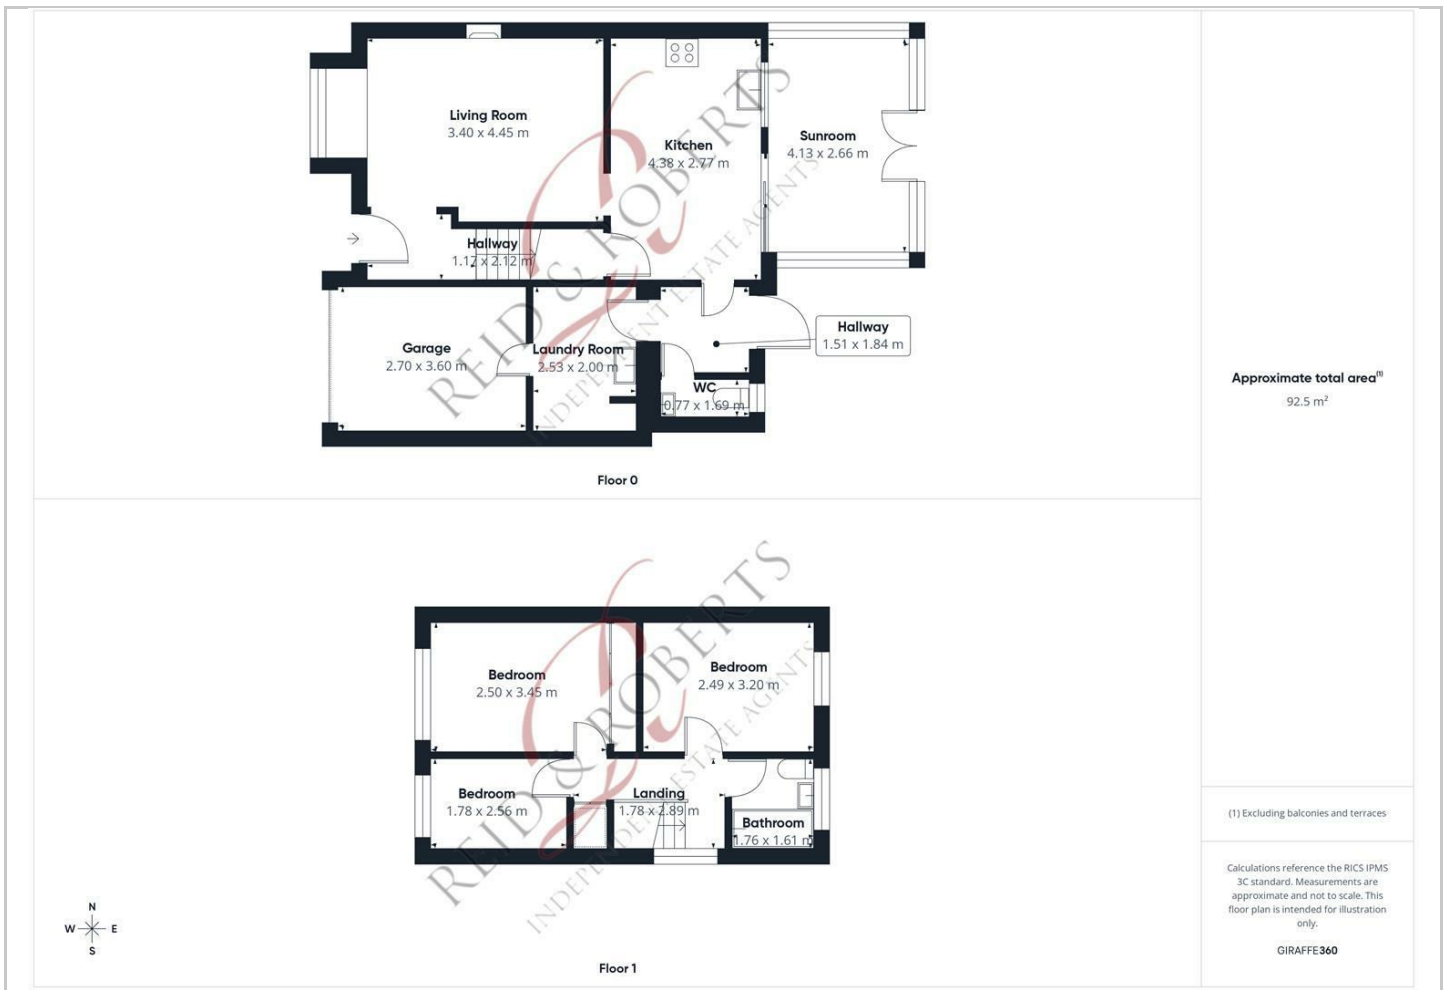 Living Room
3.40 x 4.45 m
Kitchen
4.38 x 2.77 m
Sunroom
4.13 x 2.66 m
Hallway
1.17 x 2.12 m
Hallway
1.51 x 1.84 m
Garage
2.70 x 3.60 m
Laundry Room
2.53 x 2.00 m
WC
0.77 x 1.69 m
REID & ROBERTS
INDEPENDENT ESTATE AGENTS
Floor 0
Bedroom
2.50 x 3.45 m
Bedroom
2.49 x 3.20 m
Bedroom
1.78 x 2.56 m
Landing
1.78 x 2.89 m
Bathroom
1.76 x 1.61 m
REID & ROBERTS
INDEPENDENT ESTATE AGENTS
N
W E
S
Floor 1
Approximate total area(1)
92.5 m²
(1) Excluding balconies and terraces
Calculations reference the RICS IPMS
3C standard. Measurements are
approximate and not to scale. This
floor plan is intended for illustration
only.
GIRAFFE360